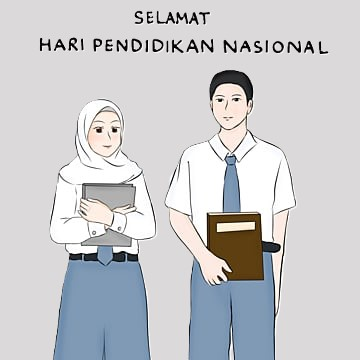 SELAMAT
HARI PENDIDIKAN NASIONAL